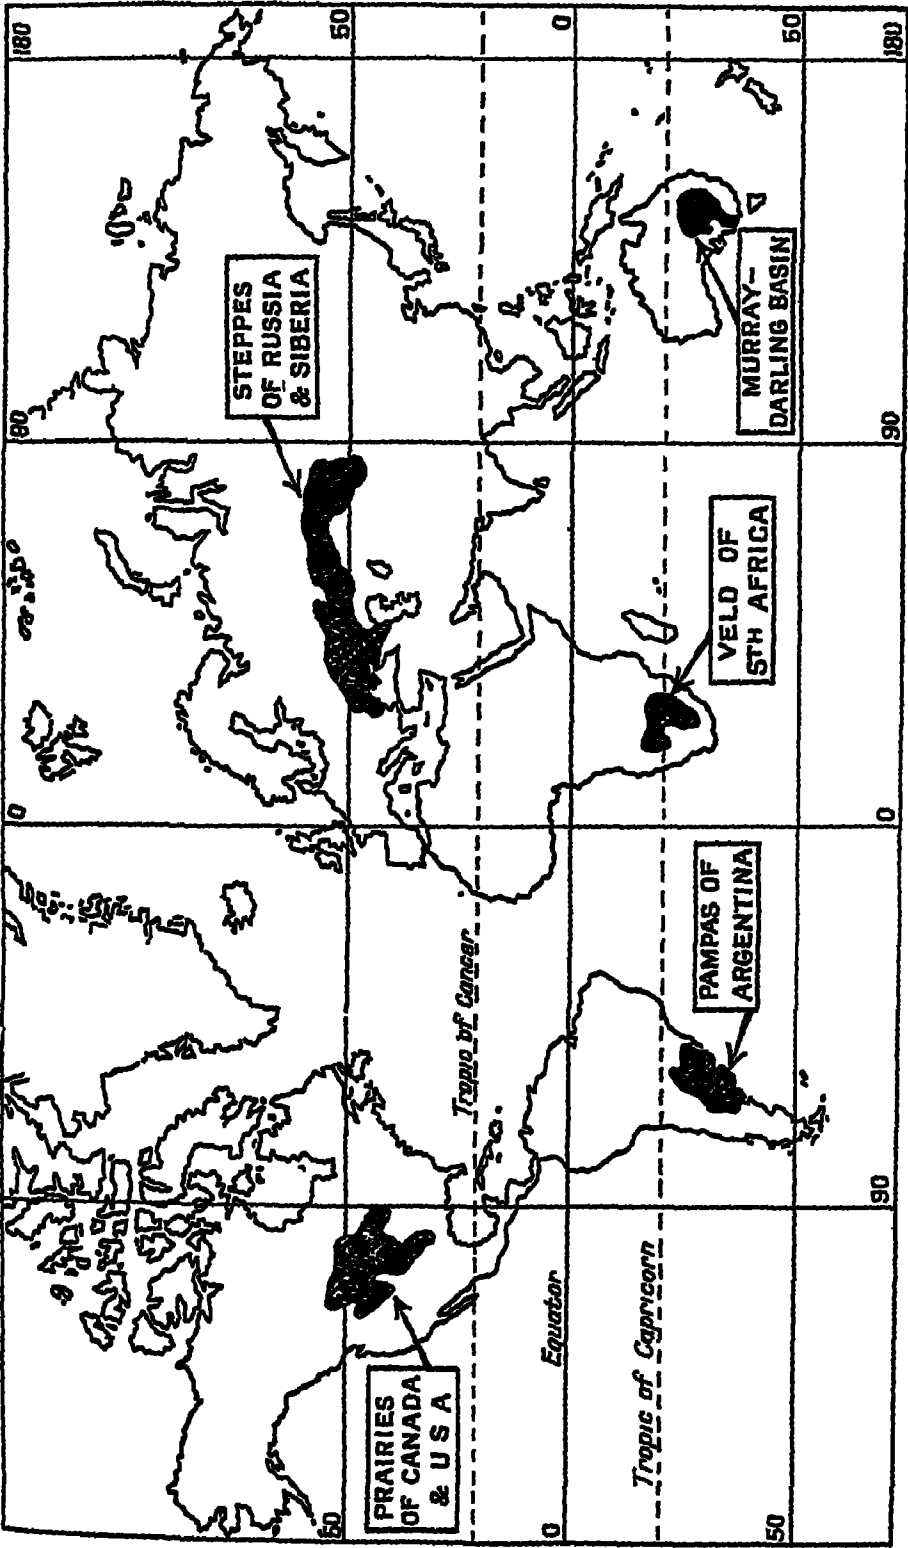 180
90
0
50
50
0
50
180
90
0
90
50
0
50
STEPPES
OF RUSSIA
& SIBERIA
MURRAY-
DARLING BASIN
VELD OF
STH AFRICA
PAMPAS OF
ARGENTINA
PRAIRIES
OF CANADA
& U S A
Tropic of Cancer
Equator
Tropic of Capricorn